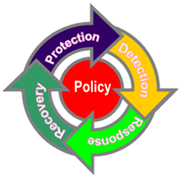 Protection
Detection
Policy
Recovery
Response